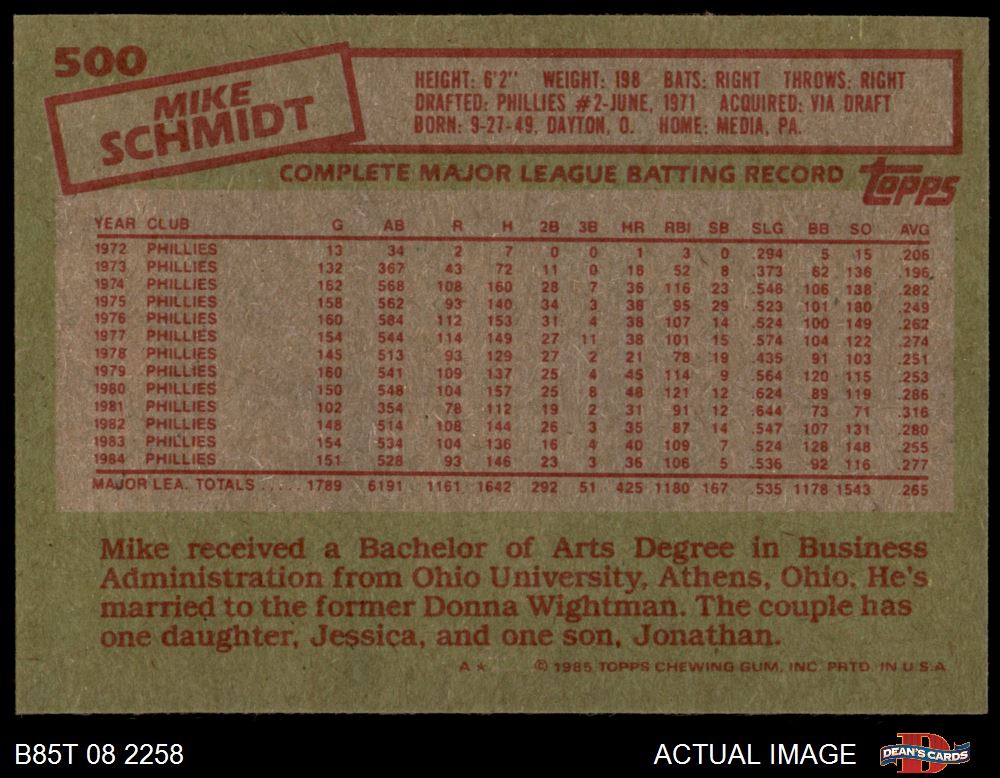 500
MIKE
SCHMIDT
HEIGHT: 6'2" WEIGHT: 198 BATS: RIGHT THROWS: RIGHT
DRAFTED: PHILLIES #2-JUNE, 1971 ACQUIRED: VIA DRAFT
BORN: 9-27-49, DAYTON, O. HOME: MEDIA, PA.
COMPLETE MAJOR LEAGUE BATTING RECORD
topps
YEAR CLUB G AB R H 2B 3B HR RBI SB SLG BB SO AVG
1972 PHILLIES 13 34 2 7 0 0 1 3 0 .294 5 15 .206
1973 PHILLIES 132 367 43 72 11 0 18 52 8 .373 62 136 .196
1974 PHILLIES 162 568 108 160 28 7 36 116 23 .546 106 138 .282
1975 PHILLIES 158 562 93 140 34 3 38 95 29 .523 101 180 .249
1976 PHILLIES 160 584 112 153 31 4 38 107 14 .524 100 149 .262
1977 PHILLIES 154 544 114 149 27 11 38 101 15 .574 104 122 .274
1978 PHILLIES 145 513 93 129 27 2 21 78 19 .435 91 103 .251
1979 PHILLIES 160 541 109 137 25 4 45 114 9 .564 120 115 .253
1980 PHILLIES 150 548 104 157 25 8 48 121 12 .624 89 119 .286
1981 PHILLIES 102 354 78 112 19 2 31 91 12 .644 73 71 .316
1982 PHILLIES 148 514 108 144 26 3 35 87 14 .547 107 131 .280
1983 PHILLIES 154 534 104 136 16 4 40 109 7 .524 128 148 .255
1984 PHILLIES 151 528 93 146 23 3 36 106 5 .536 92 116 .277
MAJOR LEA. TOTALS ..... 1789 6191 1161 1642 292 51 425 1180 167 .535 1178 1543 .265
Mike received a Bachelor of Arts Degree in Business
Administration from Ohio University, Athens, Ohio. He's
married to the former Donna Wightman. The couple has
one daughter, Jessica, and one son, Jonathan.
A* © 1985 TOPPS CHEWING GUM, INC. PRTD. IN U.S.A
B85T 08 2258 ACTUAL IMAGE DEAN'S CARDS